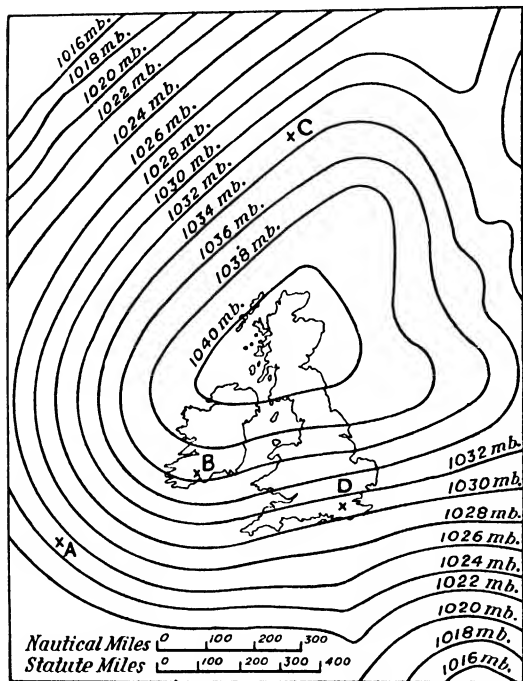 1016 mb.
1018 mb.
1020 mb.
1022 mb.
1024 mb.
1026 mb.
1028 mb.
1030 mb.
1032 mb.
1034 mb.
1036 mb.
1038 mb.
1040 mb.
C
B
D
A
1032 mb.
1030 mb.
1028 mb.
1026 mb.
1024 mb.
1022 mb.
1020 mb.
1018 mb.
1016 mb.
Nautical Miles 0 100 200 300
Statute Miles 0 100 200 300 400